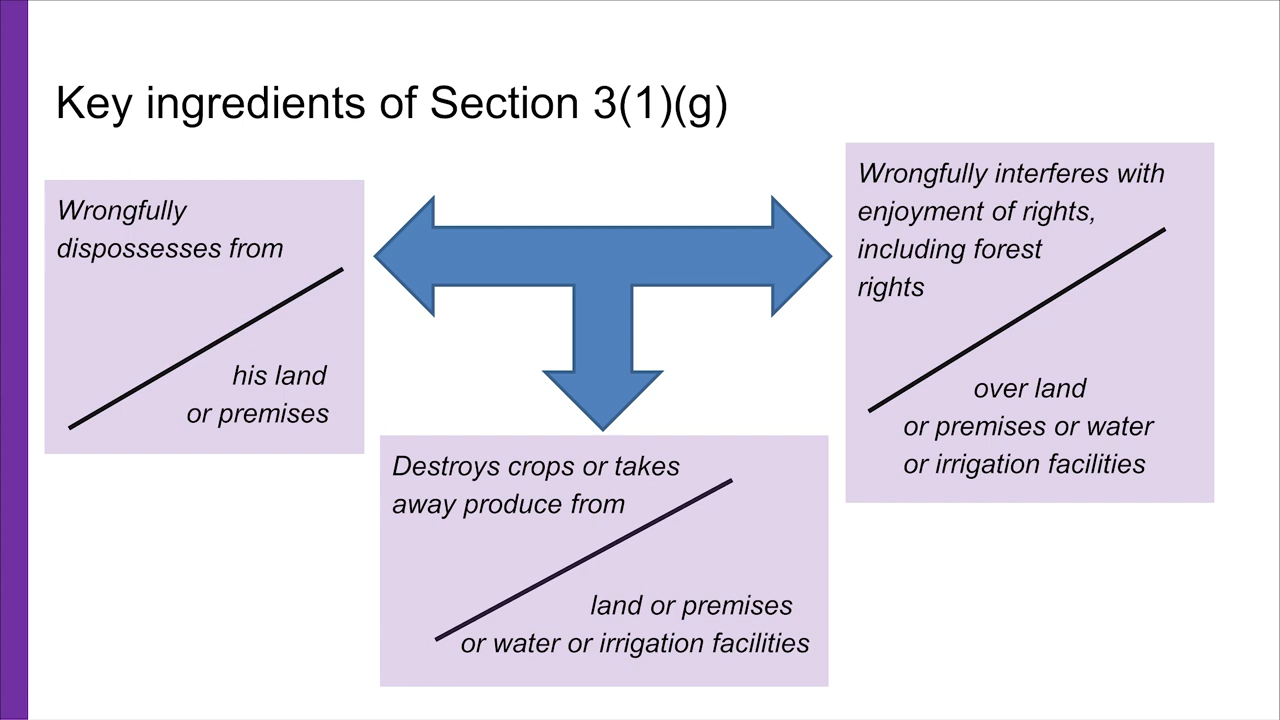 Key ingredients of Section 3(1)(g)
Wrongfully
dispossesses from
his land
or premises
Destroys crops or takes
away produce from
land or premises
or water or irrigation facilities
Wrongfully interferes with
enjoyment of rights,
including forest
rights
over land
or premises or water
or irrigation facilities